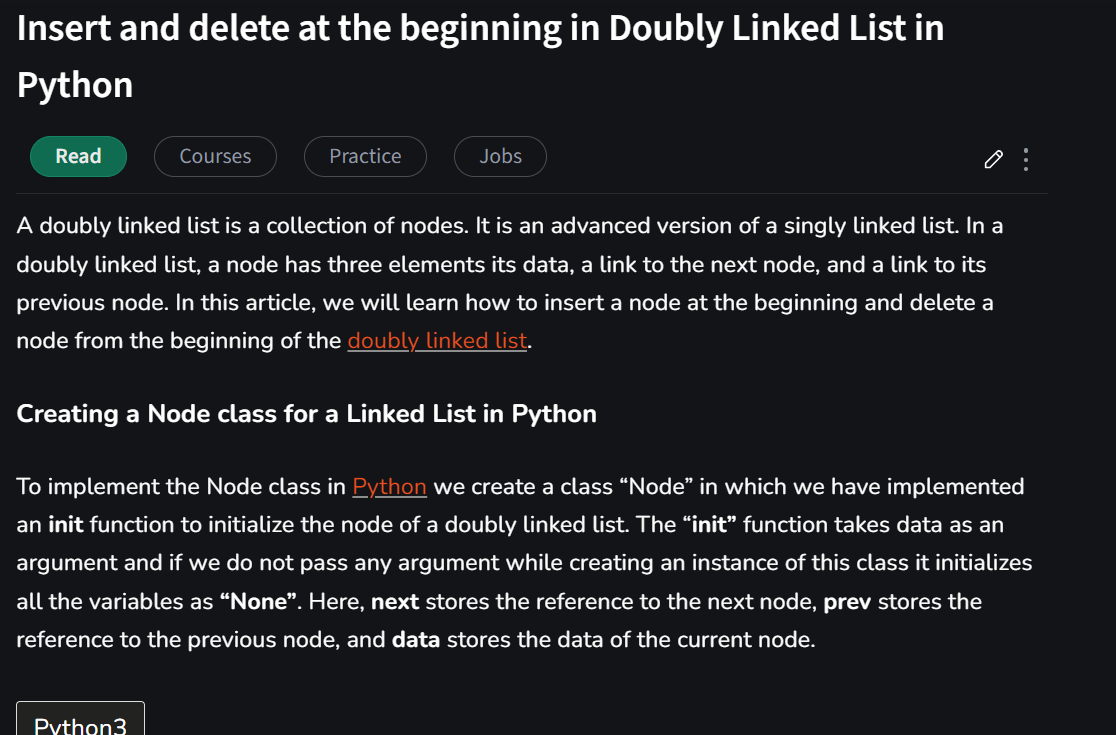 Insert and delete at the beginning in Doubly Linked List in
Python
Read
Courses
Practice
Jobs
A doubly linked list is a collection of nodes. It is an advanced version of a singly linked list. In a
doubly linked list, a node has three elements its data, a link to the next node, and a link to its
previous node. In this article, we will learn how to insert a node at the beginning and delete a
node from the beginning of the doubly linked list.
Creating a Node class for a Linked List in Python
To implement the Node class in Python we create a class “Node” in which we have implemented
an init function to initialize the node of a doubly linked list. The “init” function takes data as an
argument and if we do not pass any argument while creating an instance of this class it initializes
all the variables as “None”. Here, next stores the reference to the next node, prev stores the
reference to the previous node, and data stores the data of the current node.
Python3